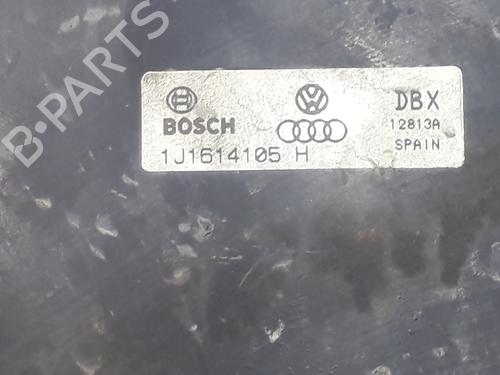 B-PARTS
BOSCH
DBX
12813A
1J1614105 H
SPAIN